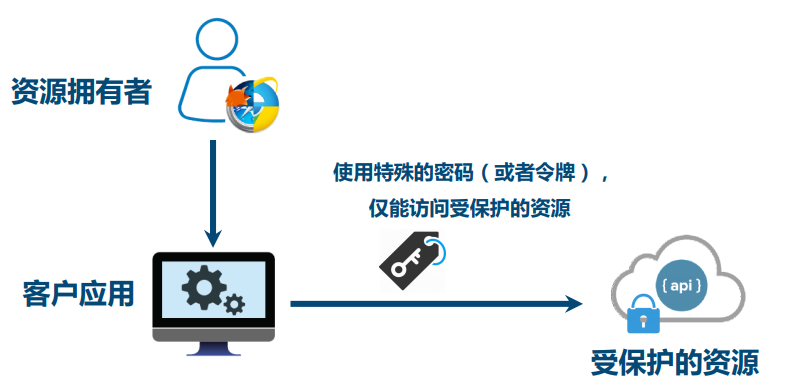 资源拥有者
使用特殊的密码（或者令牌），
仅能访问受保护的资源
客户应用
{api}
受保护的资源